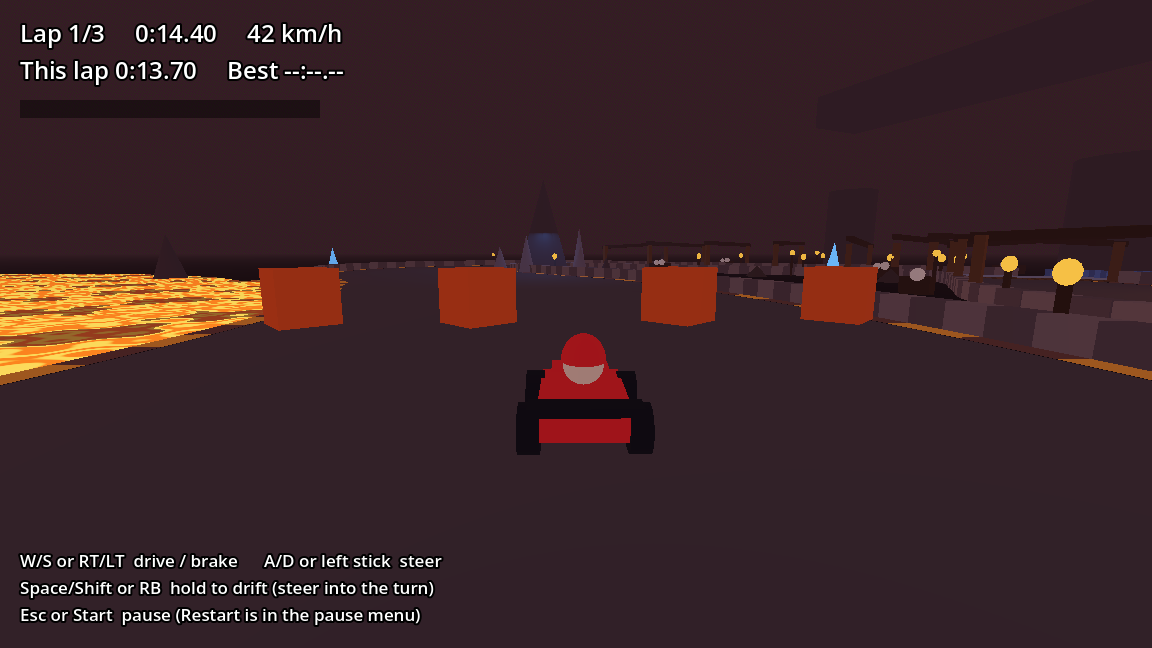 Lap 1/3 0:14.40 42 km/h
This lap 0:13.70 Best --:--.--
W/S or RT/LT drive / brake A/D or left stick steer
Space/Shift or RB hold to drift (steer into the turn)
Esc or Start pause (Restart is in the pause menu)